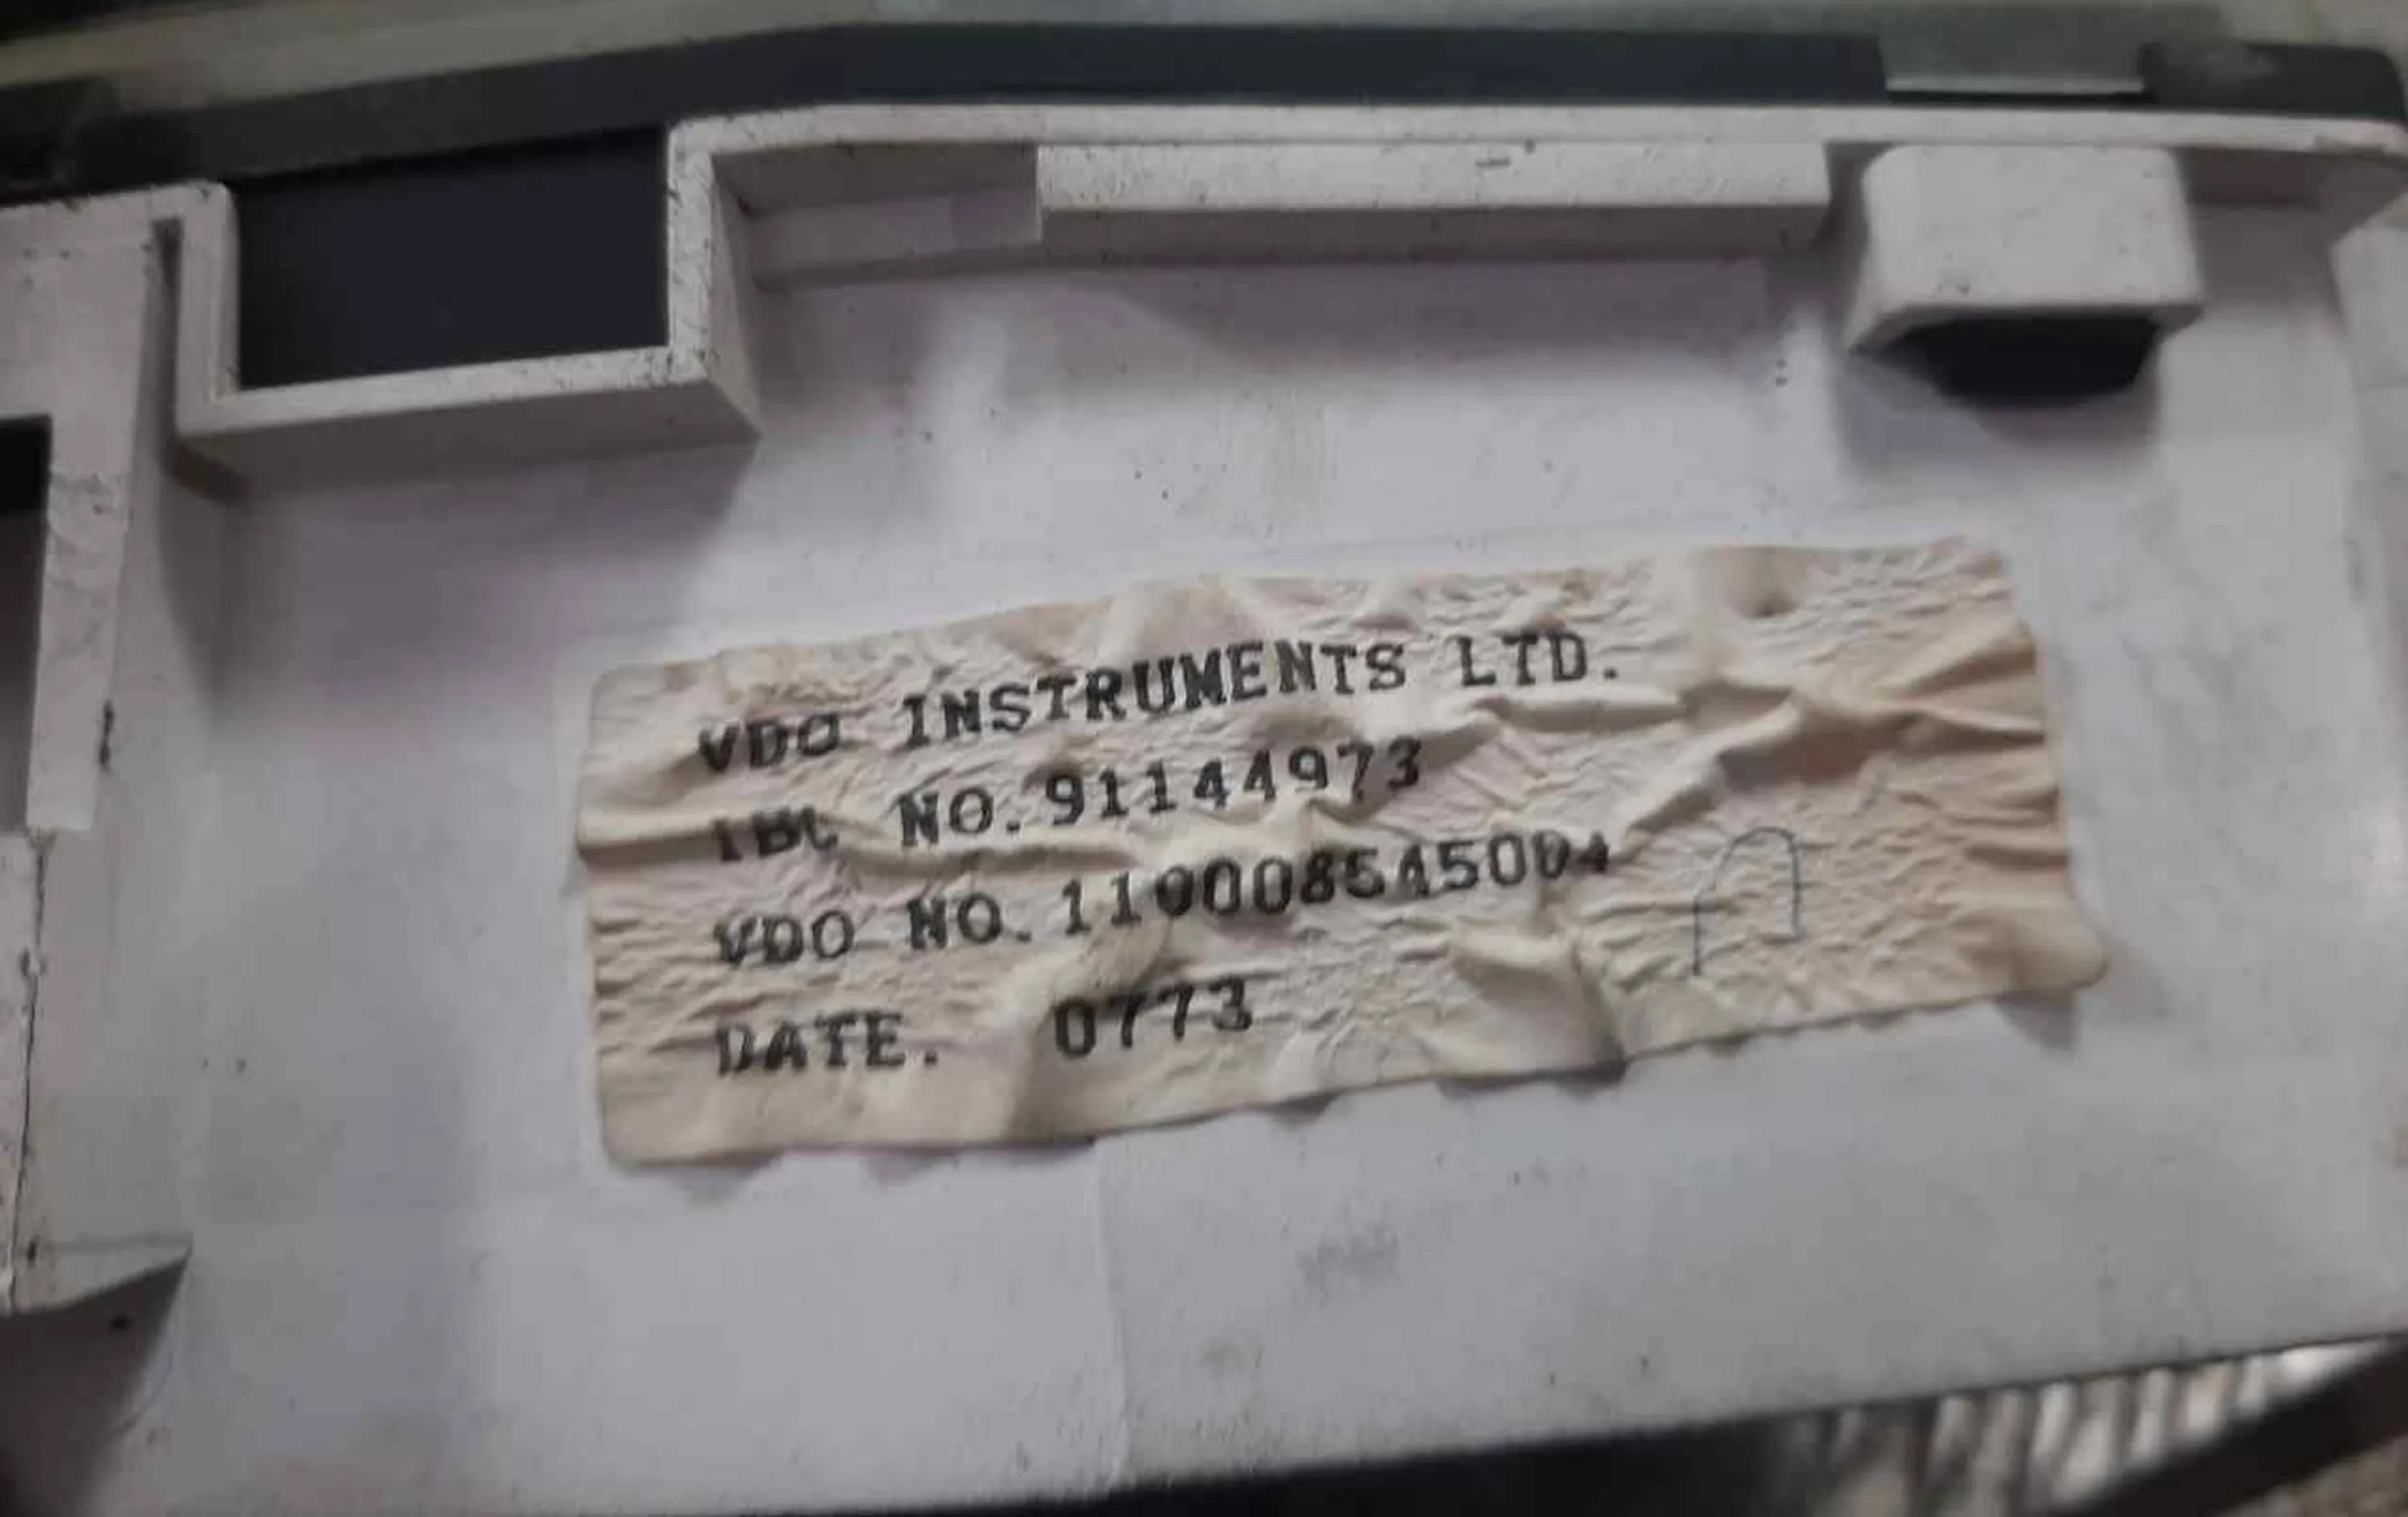 VDO INSTRUMENTS LTD.
IBC NO. 91144973
VDO NO. 110008545004
DATE. 0773